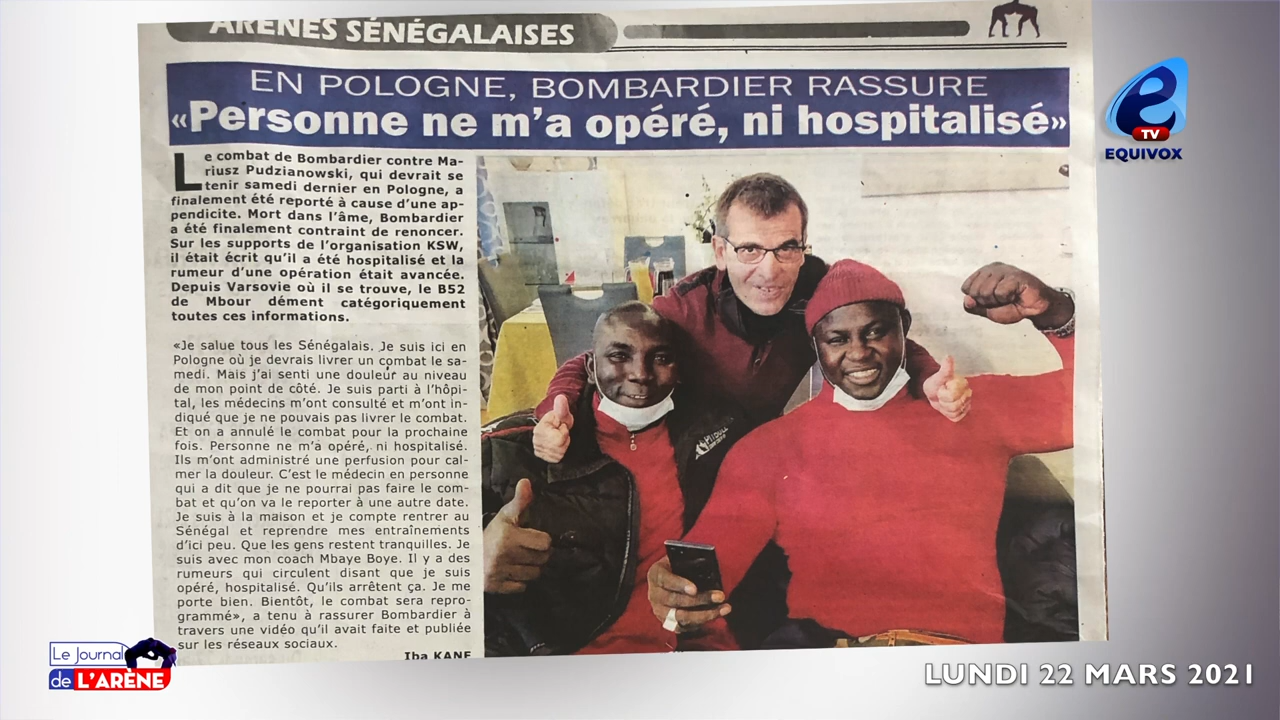 ARÈNES SÉNÉGALAISES
EN POLOGNE, BOMBARDIER RASSURE
«Personne ne m'a opéré, ni hospitalisé»
Le combat de Bombardier contre Ma-
riusz Pudzianowski, qui devrait se
tenir samedi dernier en Pologne, a
finalement été reporté à cause d'une ap-
pendicite. Mort dans l'âme, Bombardier
a été finalement contraint de renoncer.
Sur les supports de l'organisation KSW,
il était écrit qu'il a été hospitalisé et la
rumeur d'une opération était avancée.
Depuis Varsovie où il se trouve, le B52
de Mbour dément catégoriquement
toutes ces informations.
«Je salue tous les Sénégalais. Je suis ici en
Pologne où je devrais livrer un combat le sa-
medi. Mais j'ai senti une douleur au niveau
de mon point de côté. Je suis parti à l'hôpi-
tal, les médecins m'ont consulté et m'ont in-
diqué que je ne pouvais pas livrer le combat.
Et on a annulé le combat pour la prochaine
fois. Personne ne m'a opéré, ni hospitalisé.
Ils m'ont administré une perfusion pour cal-
mer la douleur. C'est le médecin en personne
qui a dit que je ne pourrai pas faire le com-
bat et qu'on va le reporter à une autre date.
Je suis à la maison et je compte rentrer au
Sénégal et reprendre mes entraînements
d'ici peu. Que les gens restent tranquilles. Je
suis avec mon coach Mbaye Boye. Il y a des
rumeurs qui circulent disant que je suis
opéré, hospitalisé. Qu'ils arrêtent ça. Je me
porte bien. Bientôt, le combat sera repro-
grammé», a tenu à rassurer Bombardier à
travers une vidéo qu'il avait faite et publiée
sur les réseaux sociaux.
Iba KANE
e
TV
EQUIVOX
Le Journal
de L'ARÈNE
LUNDI 22 MARS 2021